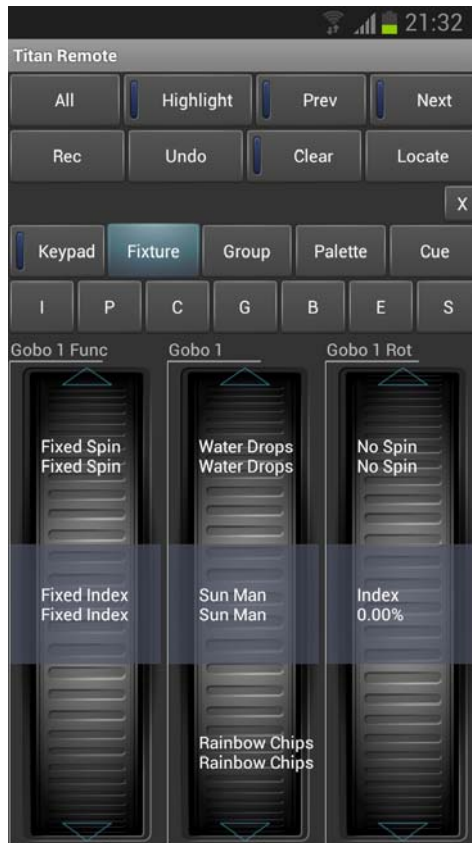 21:32
Titan Remote
All Highlight Prev Next
Rec Undo Clear Locate
X
Keypad Fixture Group Palette Cue
I P C G B E S
Gobo 1 Func Gobo 1 Gobo 1 Rot
Fixed Spin Water Drops No Spin
Fixed Spin Water Drops No Spin
Fixed Index Sun Man Index
Fixed Index Sun Man 0.00%
Rainbow Chips
Rainbow Chips